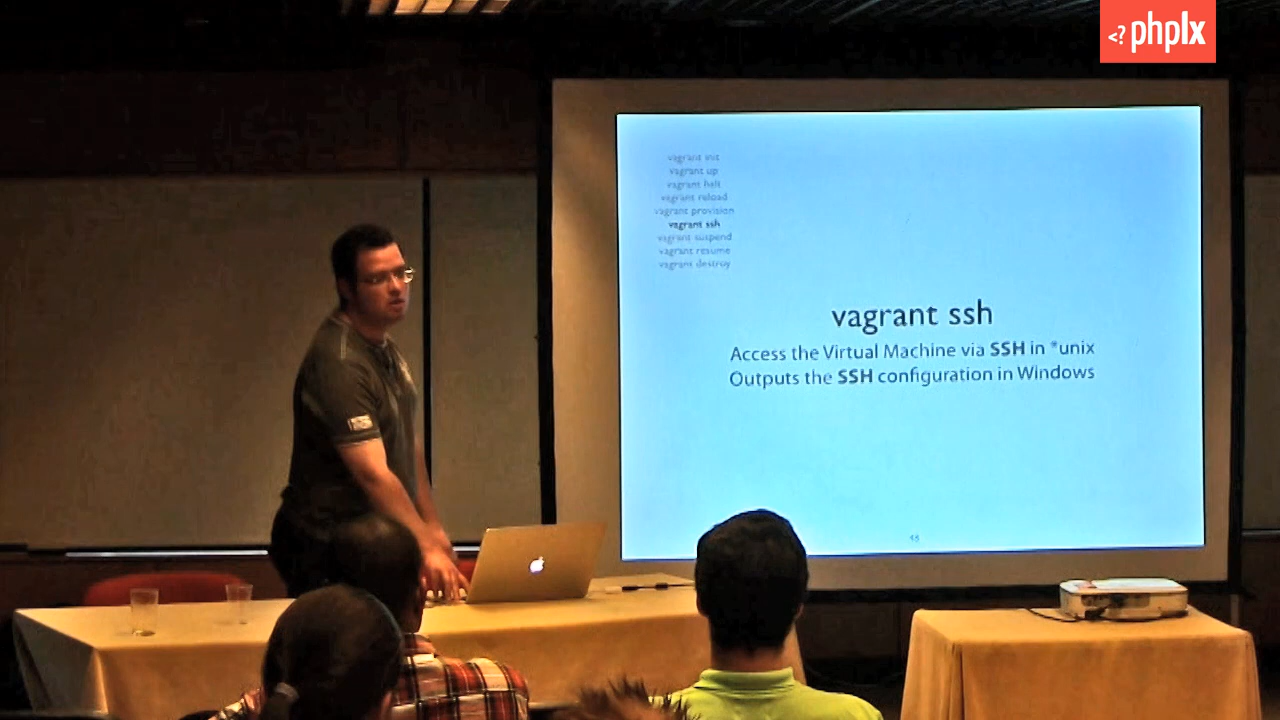 <? phplx
vagrant init
vagrant up
vagrant halt
vagrant reload
vagrant provision
vagrant ssh
vagrant suspend
vagrant resume
vagrant destroy
vagrant ssh
Access the Virtual Machine via SSH in *unix
Outputs the SSH configuration in Windows